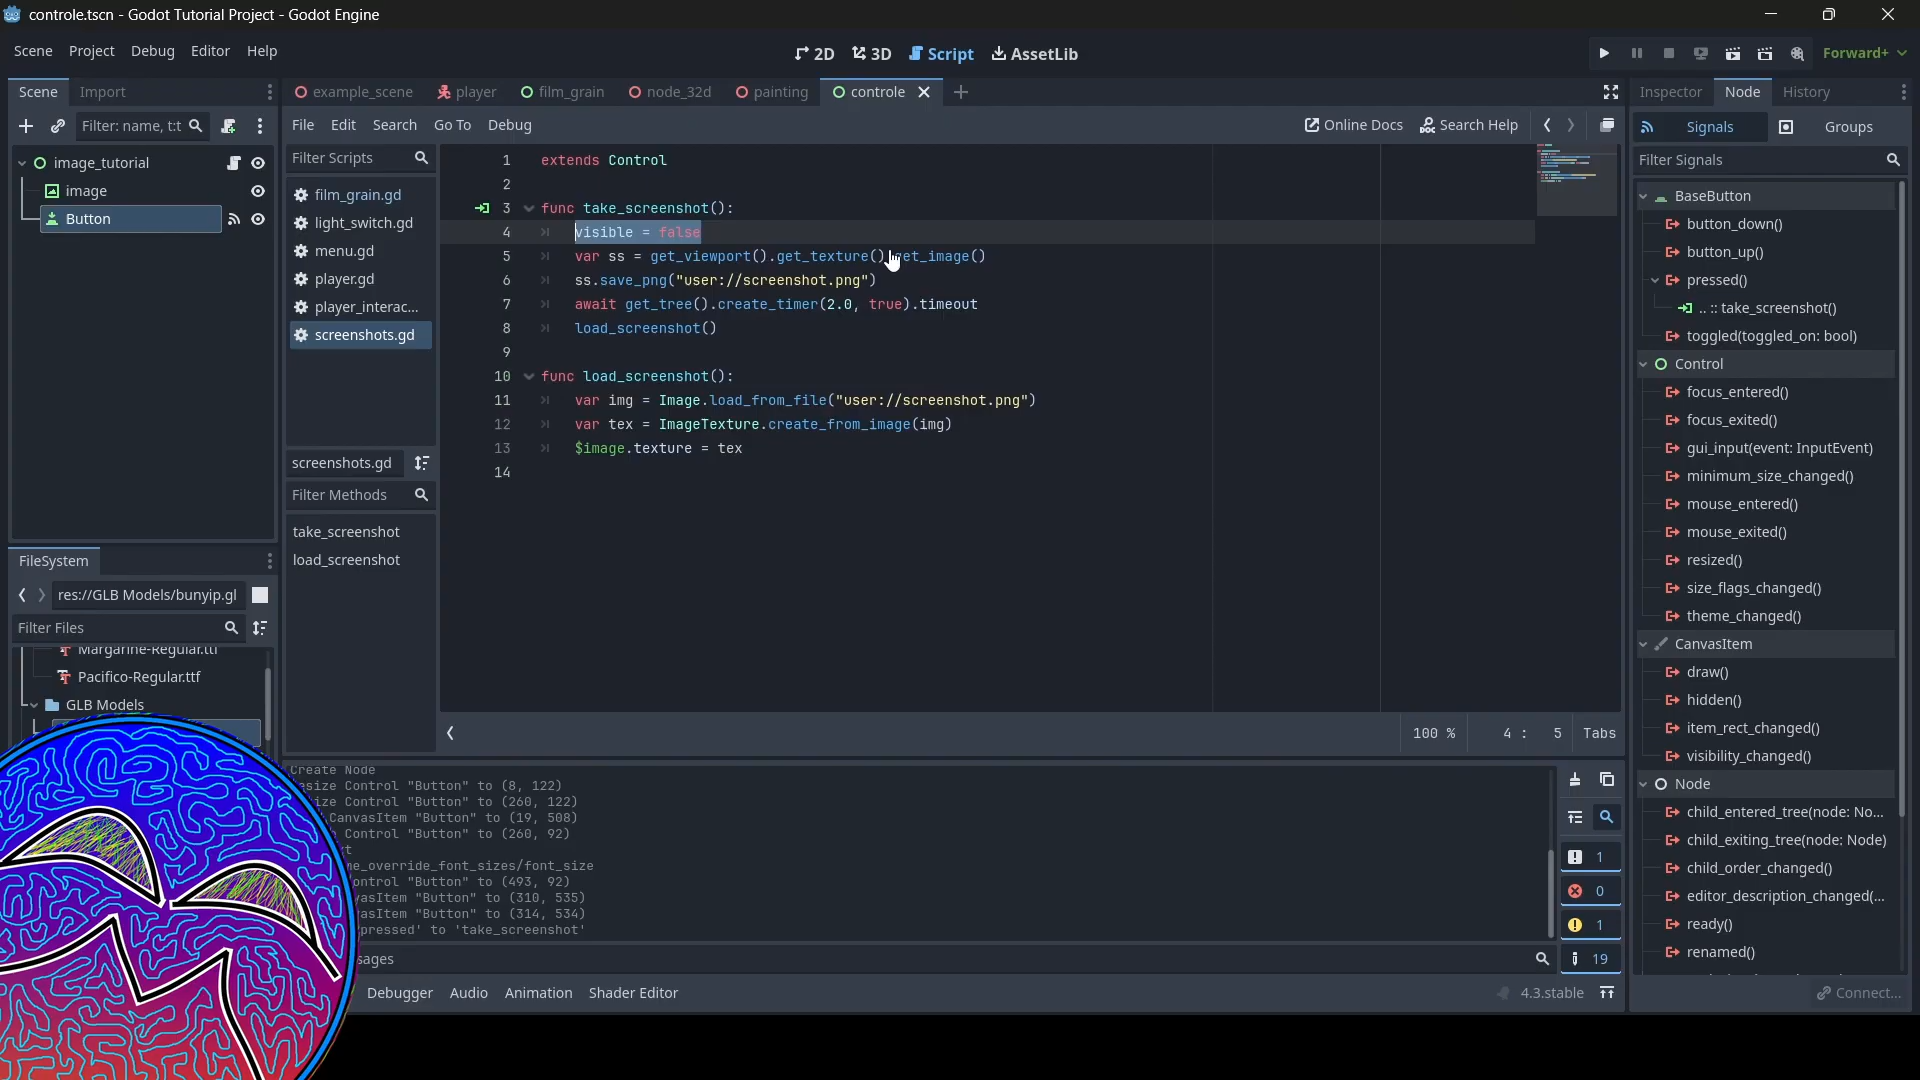 controle.tscn - Godot Tutorial Project - Godot Engine
Scene Project Debug Editor Help
2D 3D Script AssetLib
Forward+
Scene Import
Filter: name, t:t
image_tutorial
image
Button
FileSystem
res://GLB Models/bunyip.gl
Filter Files
Margarine-Regular.ttf
Pacifico-Regular.ttf
GLB Models
example_scene player film_grain node_32d painting controle
File Edit Search Go To Debug
Online Docs Search Help
Filter Scripts
film_grain.gd
light_switch.gd
menu.gd
player.gd
player_interac...
screenshots.gd
screenshots.gd
Filter Methods
take_screenshot
load_screenshot
1 extends Control
2
3 func take_screenshot():
4 visible = false
5 var ss = get_viewport().get_texture().get_image()
6 ss.save_png("user://screenshot.png")
7 await get_tree().create_timer(2.0, true).timeout
8 load_screenshot()
9
10 func load_screenshot():
11 var img = Image.load_from_file("user://screenshot.png")
12 var tex = ImageTexture.create_from_image(img)
13 $image.texture = tex
14
100 % 4 : 5 Tabs
Create Node
Control "Button" to (8, 122)
Control "Button" to (260, 122)
CanvasItem "Button" to (19, 508)
Control "Button" to (260, 92)
override_font_sizes/font_size
"Button" to (493, 92)
"Button" to (310, 535)
"Button" to (314, 534)
to 'take_screenshot'
1
0
1
19
Debugger Audio Animation Shader Editor
4.3.stable
Inspector Node History
Signals Groups
Filter Signals
BaseButton
button_down()
button_up()
pressed()
.. :: take_screenshot()
toggled(toggled_on: bool)
Control
focus_entered()
focus_exited()
gui_input(event: InputEvent)
minimum_size_changed()
mouse_entered()
mouse_exited()
resized()
size_flags_changed()
theme_changed()
CanvasItem
draw()
hidden()
item_rect_changed()
visibility_changed()
Node
child_entered_tree(node: No...
child_exiting_tree(node: Node)
child_order_changed()
editor_description_changed(...
ready()
renamed()
Connect...